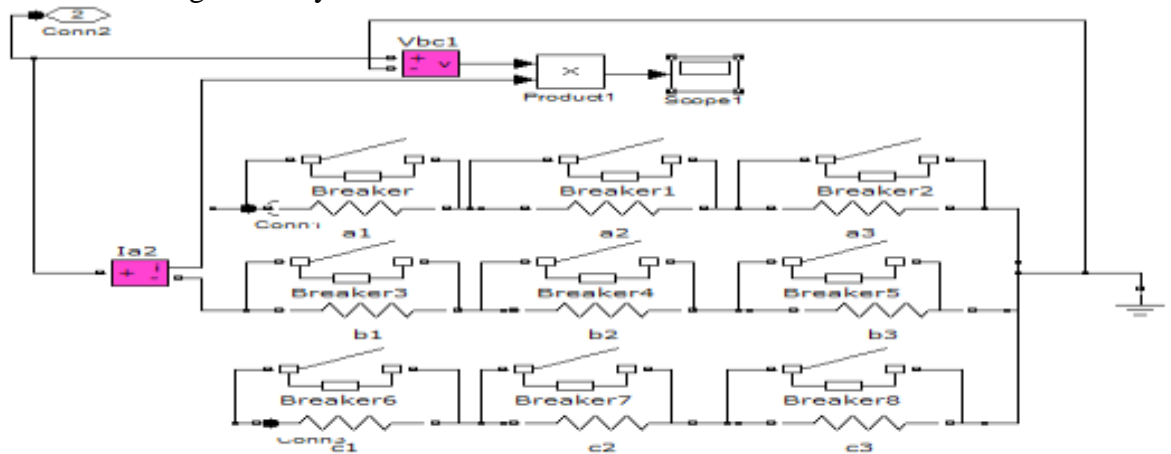 2
Conn2
Vbc1
+
-
v
×
Product1
Scope1
Breaker
Breaker1
Breaker2
a1
a2
a3
Ia2
+
i
-
Breaker3
Breaker4
Breaker5
b1
b2
b3
Breaker6
Breaker7
Breaker8
c1
c2
c3